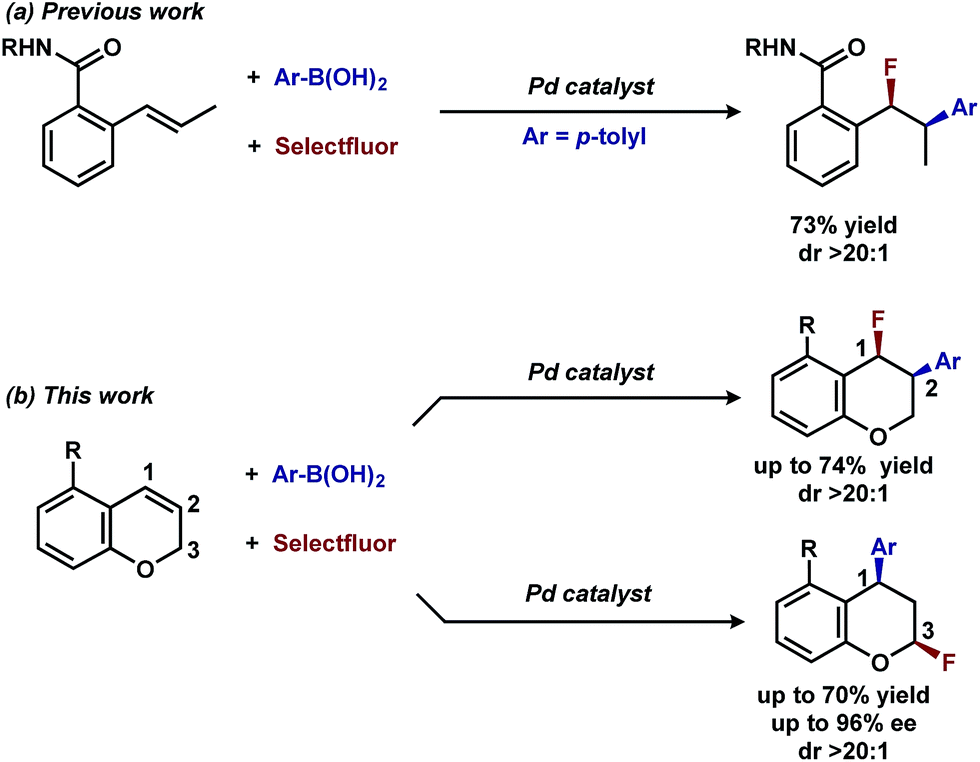 (a) Previous work
RHN O
+ Ar-B(OH)2
+ Selectfluor
Pd catalyst
Ar = p-tolyl
RHN O
F
Ar
73% yield
dr >20:1
(b) This work
R
1
2
3
O
+ Ar-B(OH)2
+ Selectfluor
Pd catalyst
R
F
1
Ar
2
O
up to 74% yield
dr >20:1
Pd catalyst
R
Ar
1
3
O
F
up to 70% yield
up to 96% ee
dr >20:1